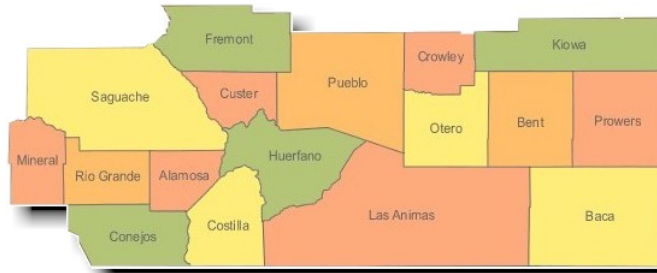 Fremont
Kiowa
Crowley
Pueblo
Custer
Saguache
Otero
Bent
Prowers
Huerfano
Mineral
Rio Grande
Alamosa
Las Animas
Baca
Costilla
Conejos